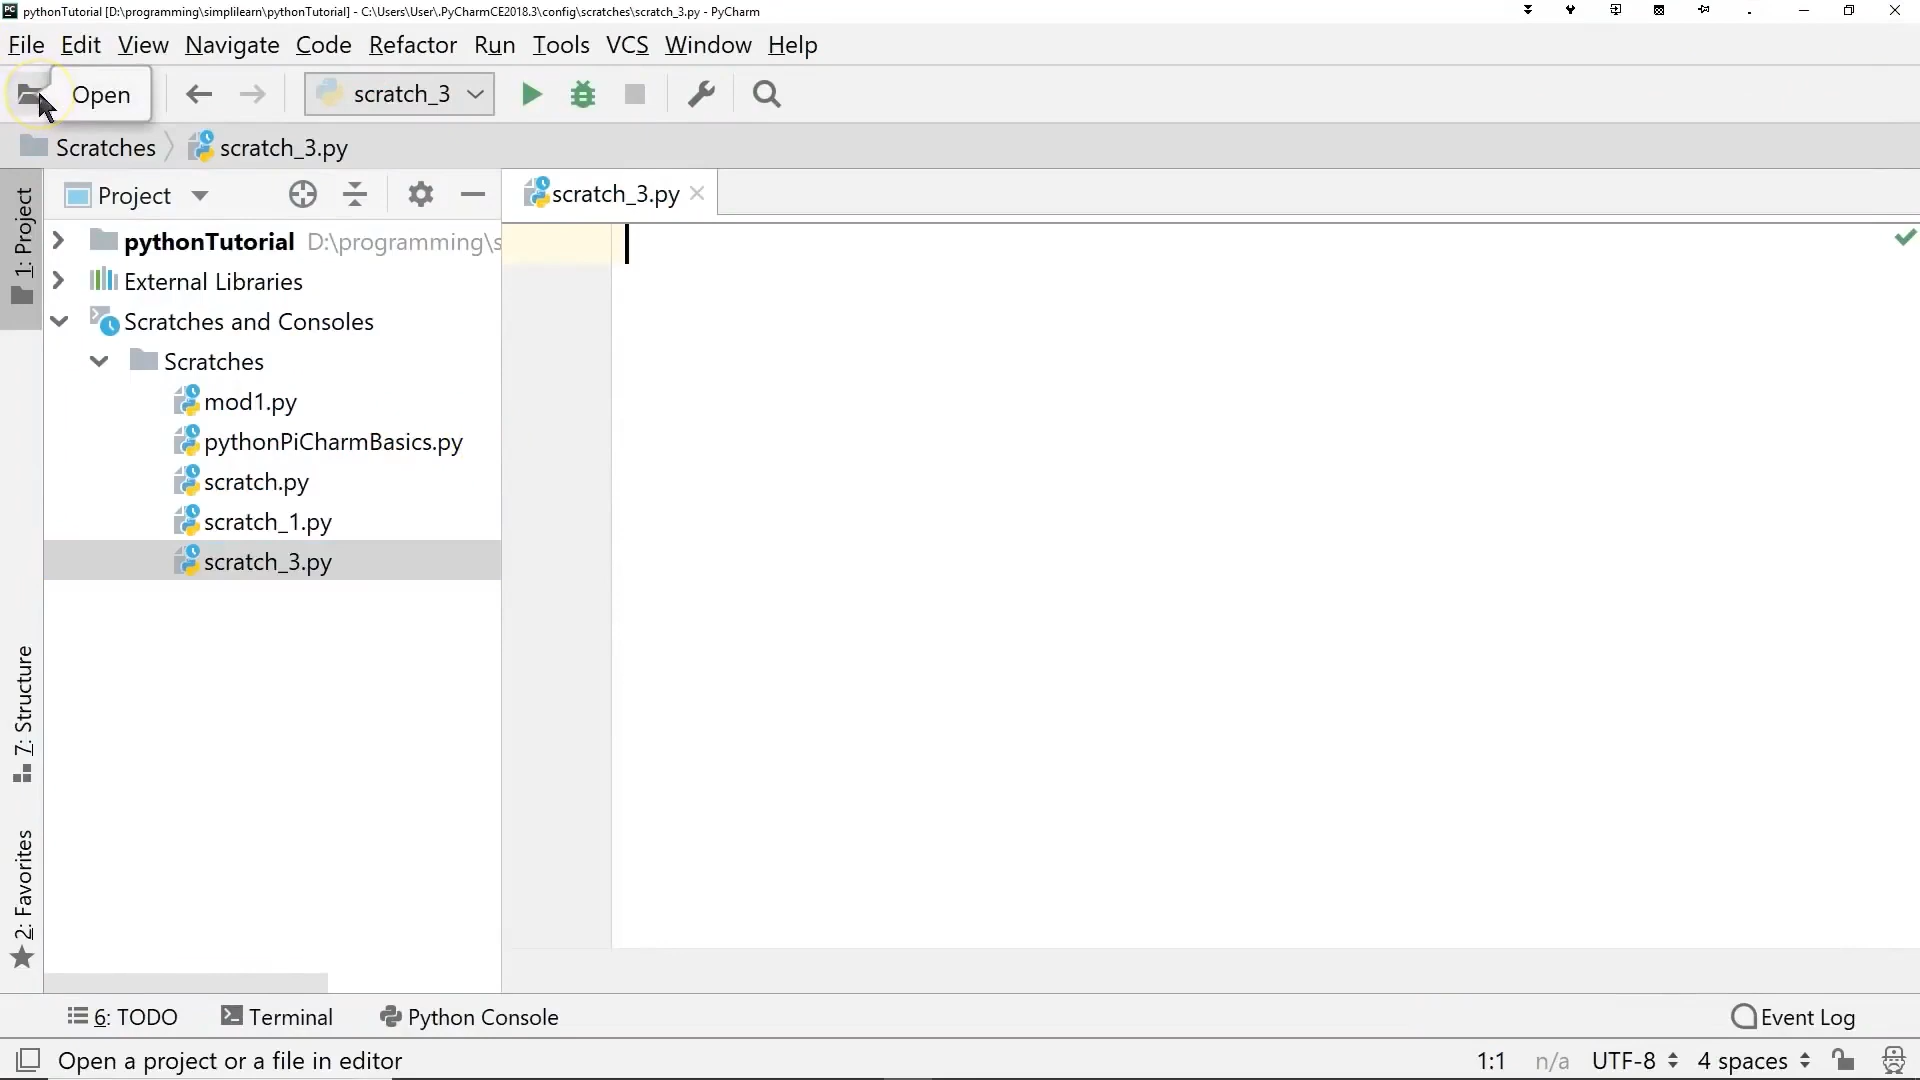 PC pythonTutorial [D:\programming\simplilearn\pythonTutorial] - C:\Users\User\.PyCharmCE2018.3\config\scratches\scratch_3.py - PyCharm
File Edit View Navigate Code Refactor Run Tools VCS Window Help
Open scratch_3
Scratches scratch_3.py
1: Project
Project
scratch_3.py
pythonTutorial D:\programming\s
External Libraries
Scratches and Consoles
Scratches
mod1.py
pythonPiCharmBasics.py
scratch.py
scratch_1.py
scratch_3.py
7: Structure
2: Favorites
6: TODO Terminal Python Console Event Log
Open a project or a file in editor 1:1 n/a UTF-8 4 spaces